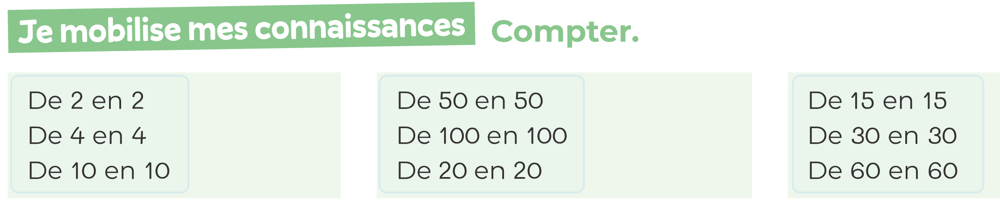 Je mobilise mes connaissances Compter.
De 2 en 2
De 4 en 4
De 10 en 10
De 50 en 50
De 100 en 100
De 20 en 20
De 15 en 15
De 30 en 30
De 60 en 60